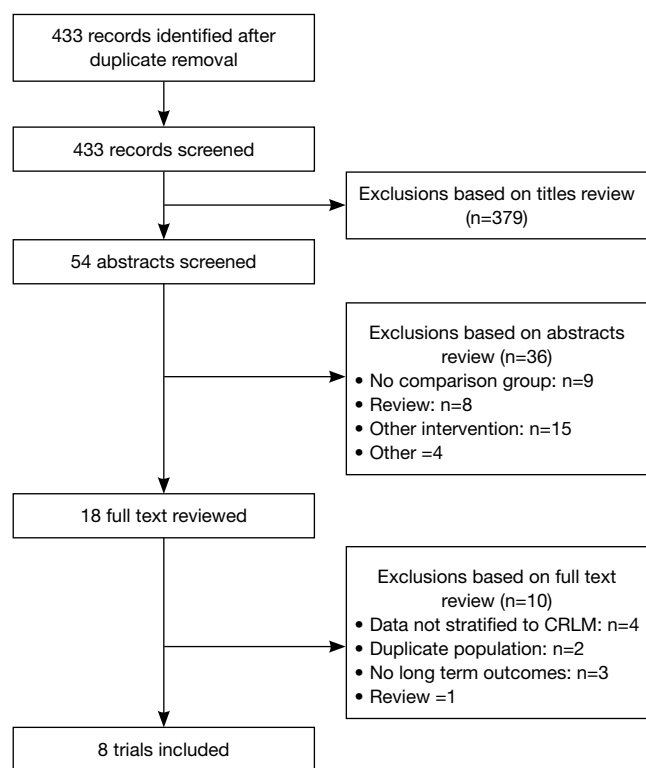 433 records identified after
duplicate removal
433 records screened
Exclusions based on titles review
(n=379)
54 abstracts screened
Exclusions based on abstracts
review (n=36)
• No comparison group: n=9
• Review: n=8
• Other intervention: n=15
• Other =4
18 full text reviewed
Exclusions based on full text
review (n=10)
• Data not stratified to CRLM: n=4
• Duplicate population: n=2
• No long term outcomes: n=3
• Review =1
8 trials included